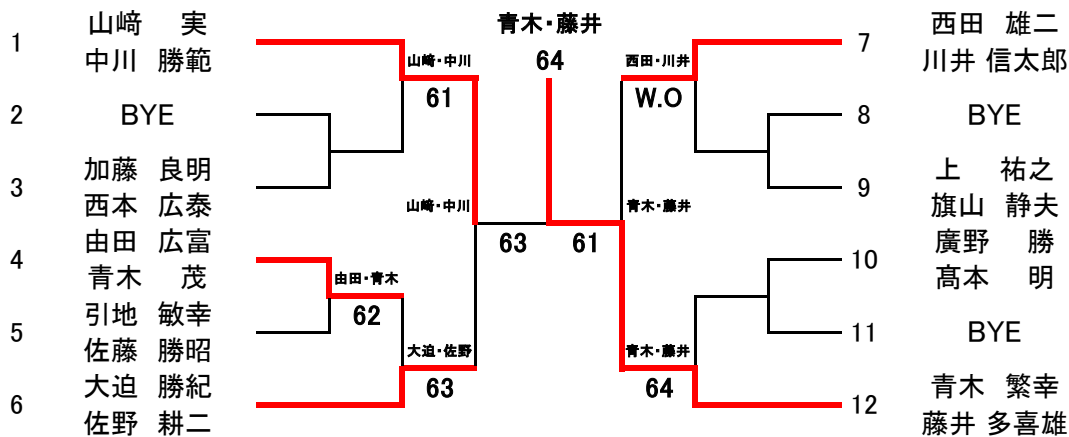 1
山﨑 実
中川 勝範
2
BYE
3
加藤 良明
西本 広泰
4
由田 広富
青木 茂
5
引地 敏幸
佐藤 勝昭
6
大迫 勝紀
佐野 耕二
山﨑・中川
61
山﨑・中川
由田・青木
62
大迫・佐野
63
63
青木・藤井
64
61
西田・川井
W.O
青木・藤井
青木・藤井
64
7
西田 雄二
川井 信太郎
8
BYE
9
上 祐之
旗山 静夫
10
廣野 勝
髙本 明
11
BYE
12
青木 繁幸
藤井 多喜雄